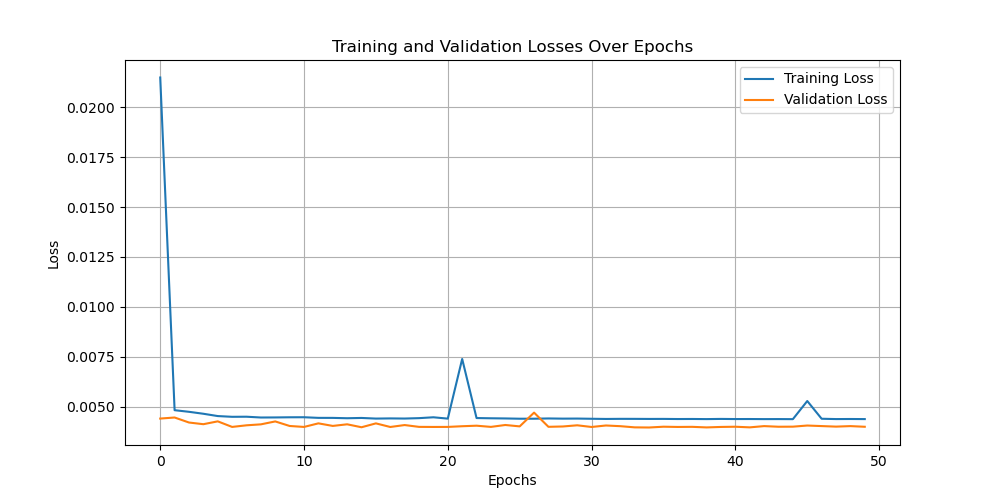 Training and Validation Losses Over Epochs
Training Loss
Validation Loss
Loss
0.0200
0.0175
0.0150
0.0125
0.0100
0.0075
0.0050
0
10
20
30
40
50
Epochs